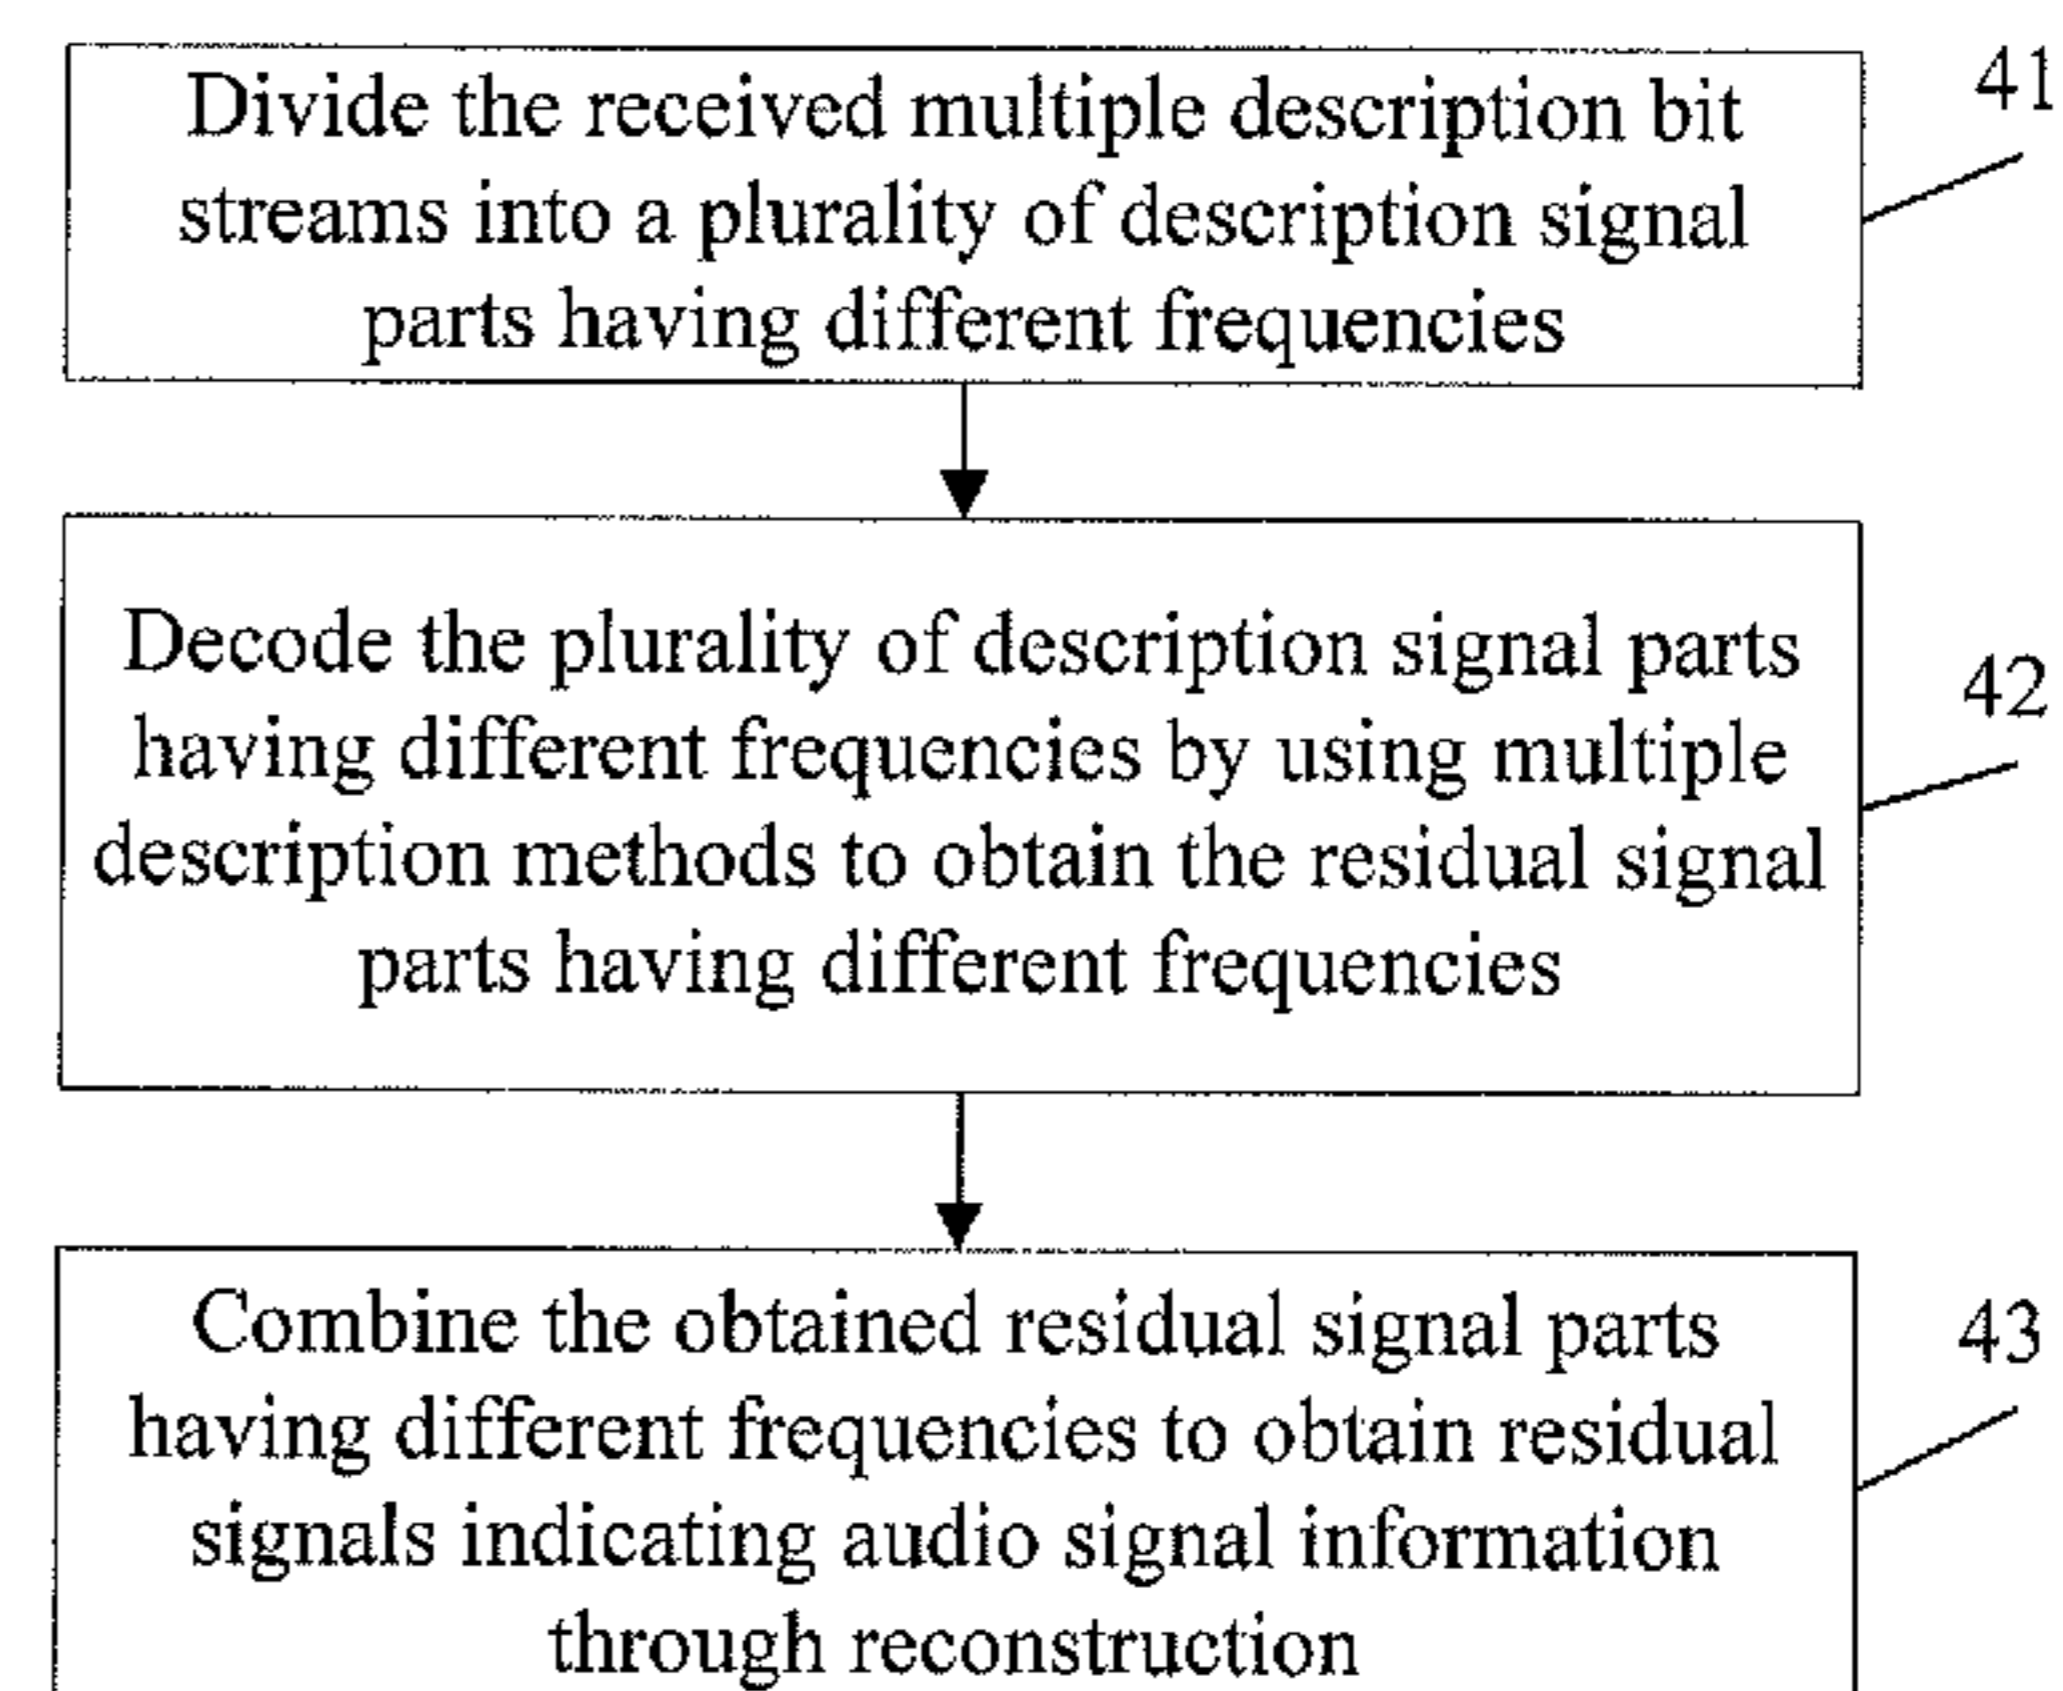 41
Divide the received multiple description bit
streams into a plurality of description signal
parts having different frequencies
42
Decode the plurality of description signal parts
having different frequencies by using multiple
description methods to obtain the residual signal
parts having different frequencies
43
Combine the obtained residual signal parts
having different frequencies to obtain residual
signals indicating audio signal information
through reconstruction